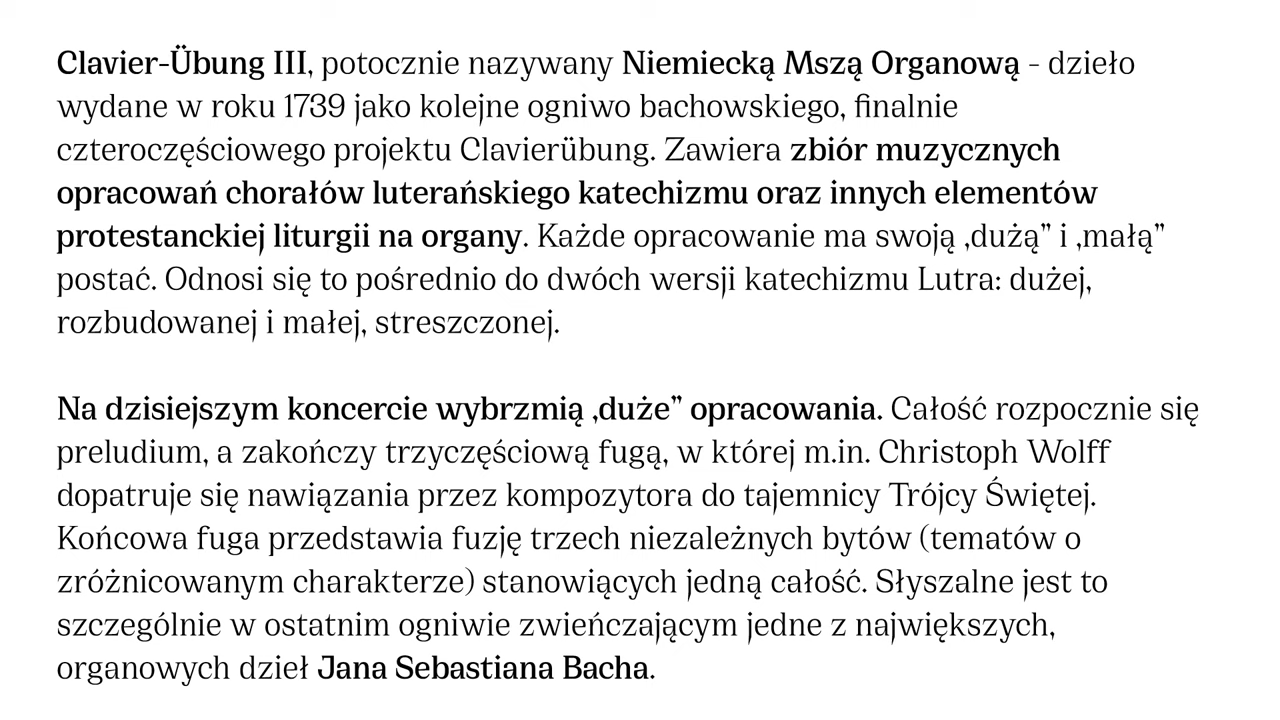 Clavier-Übung III, potocznie nazywany Niemiecką Mszą Organową - dzieło
wydane w roku 1739 jako kolejne ogniwo bachowskiego, finalnie
czteroczęściowego projektu Clavierübung. Zawiera zbiór muzycznych
opracowań chorałów luterańskiego katechizmu oraz innych elementów
protestanckiej liturgii na organy. Każde opracowanie ma swoją „dużą” i „małą”
postać. Odnosi się to pośrednio do dwóch wersji katechizmu Lutra: dużej,
rozbudowanej i małej, streszczonej.
Na dzisiejszym koncercie wybrzmią „duże” opracowania. Całość rozpocznie się
preludium, a zakończy trzyczęściową fugą, w której m.in. Christoph Wolff
dopatruje się nawiązania przez kompozytora do tajemnicy Trójcy Świętej.
Końcowa fuga przedstawia fuzję trzech niezależnych bytów (tematów o
zróżnicowanym charakterze) stanowiących jedną całość. Słyszalne jest to
szczególnie w ostatnim ogniwie zwieńczającym jedne z największych,
organowych dzieł Jana Sebastiana Bacha.